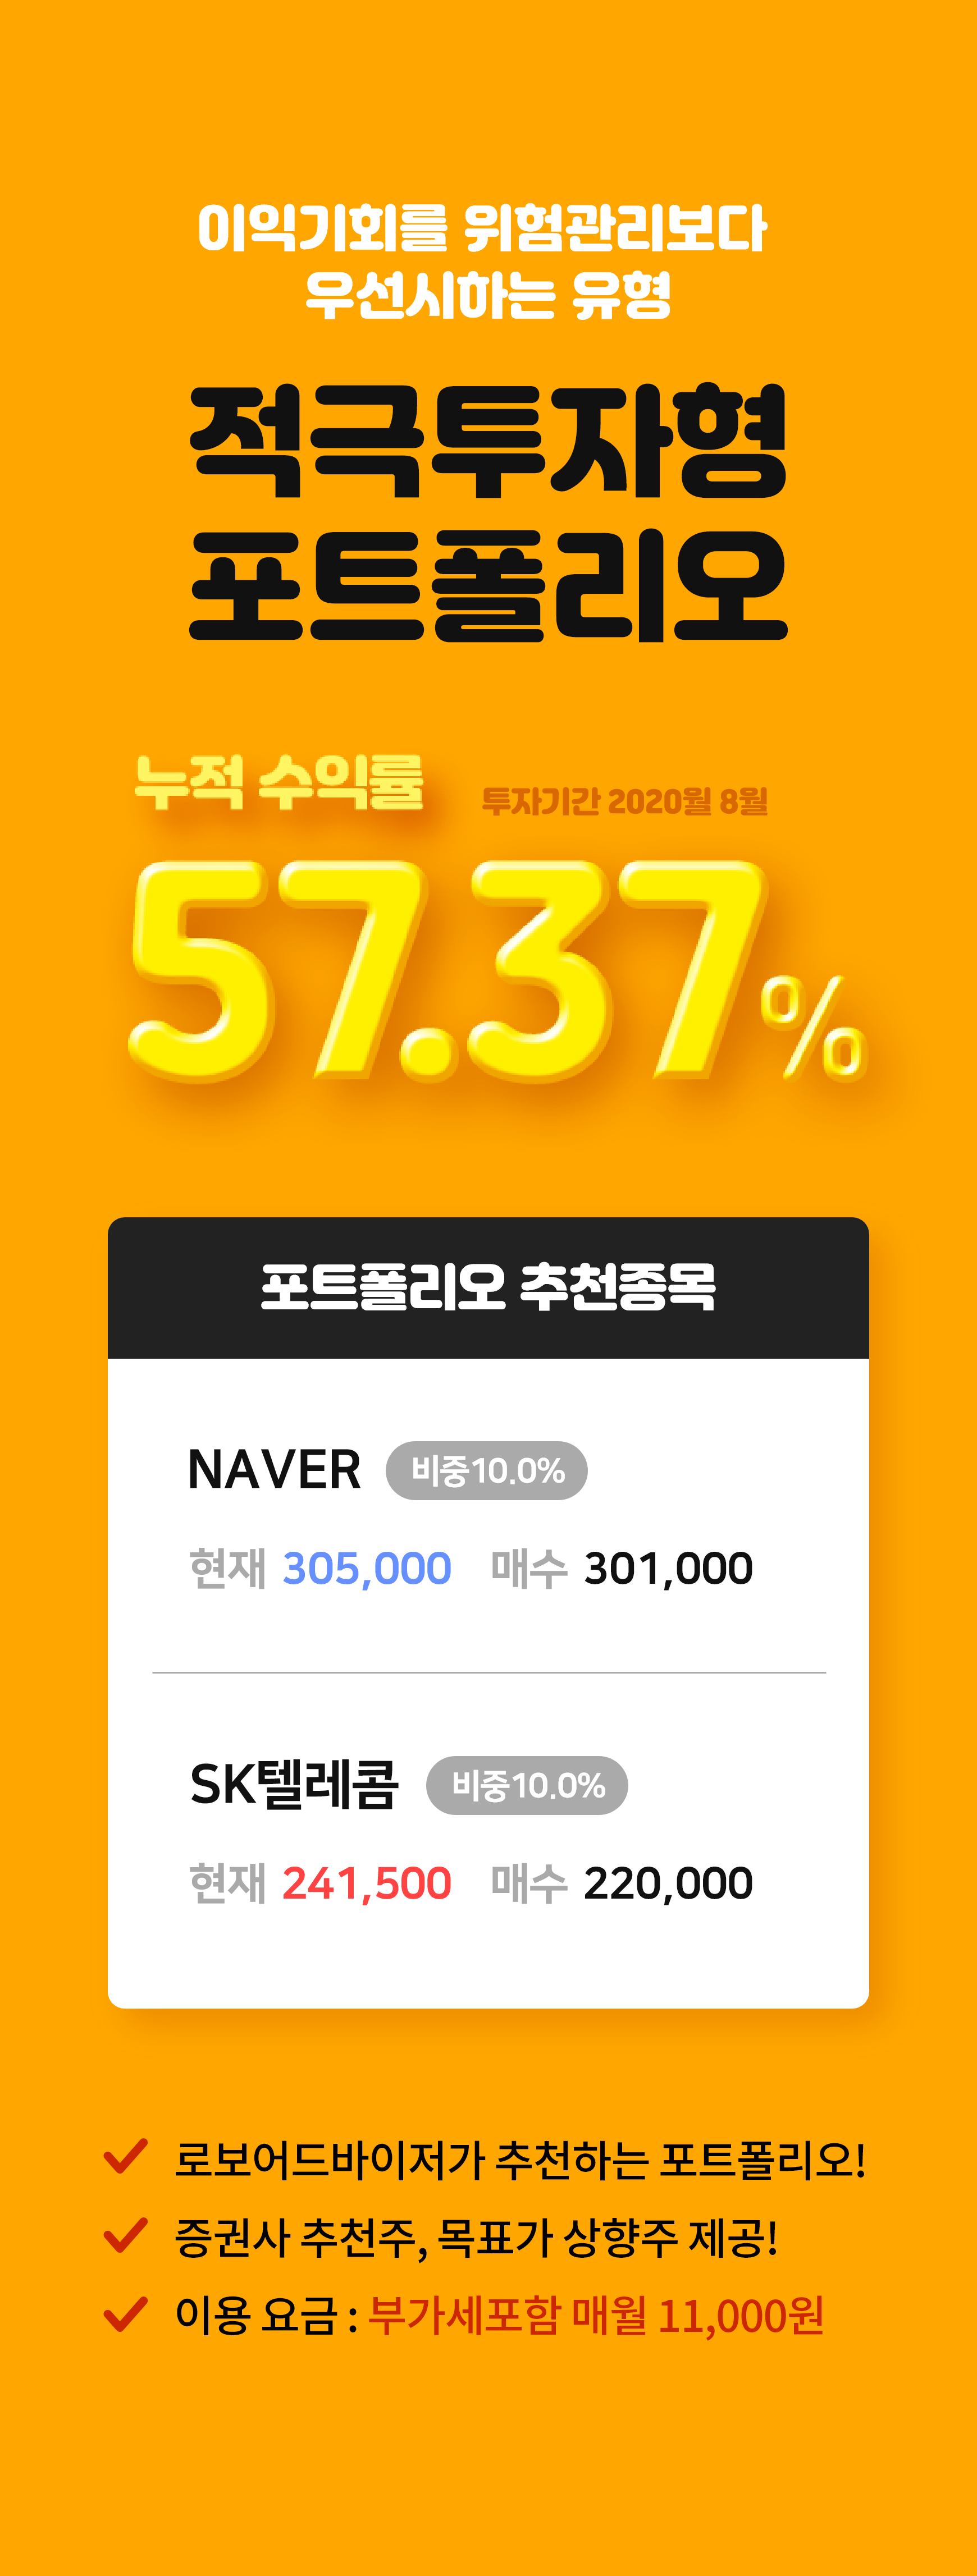 이익기회를 위험관리보다
우선시하는 유형
적극투자형
포트폴리오
누적 수익률 투자기간 2020월 8월
57.37%
포트폴리오 추천종목
NAVER 비중10.0%
현재 305,000 매수 301,000
SK텔레콤 비중10.0%
현재 241,500 매수 220,000
로보어드바이저가 추천하는 포트폴리오!
증권사 추천주, 목표가 상향주 제공!
이용 요금 : 부가세포함 매월 11,000원